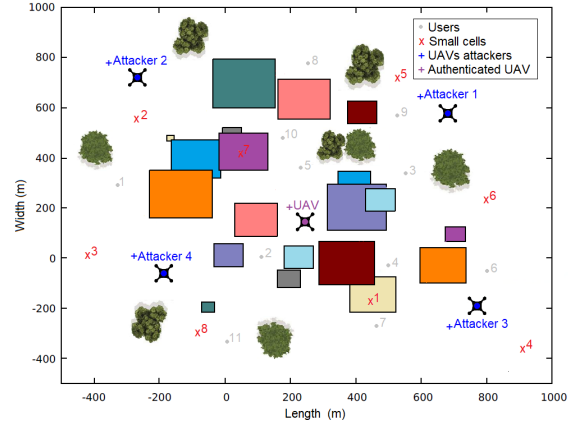 1000
800
600
400
200
0
-200
-400
Width (m)
-400
-200
0
200
400
600
800
1000
Length (m)
Users
x Small cells
+ UAVs attackers
+ Authenticated UAV
+Attacker 2
8
x5
+Attacker 1
x2
9
10
x7
5
3
1
x6
+UAV
x3
+Attacker 4
2
4
6
x1
7
+Attacker 3
x8
11
x4